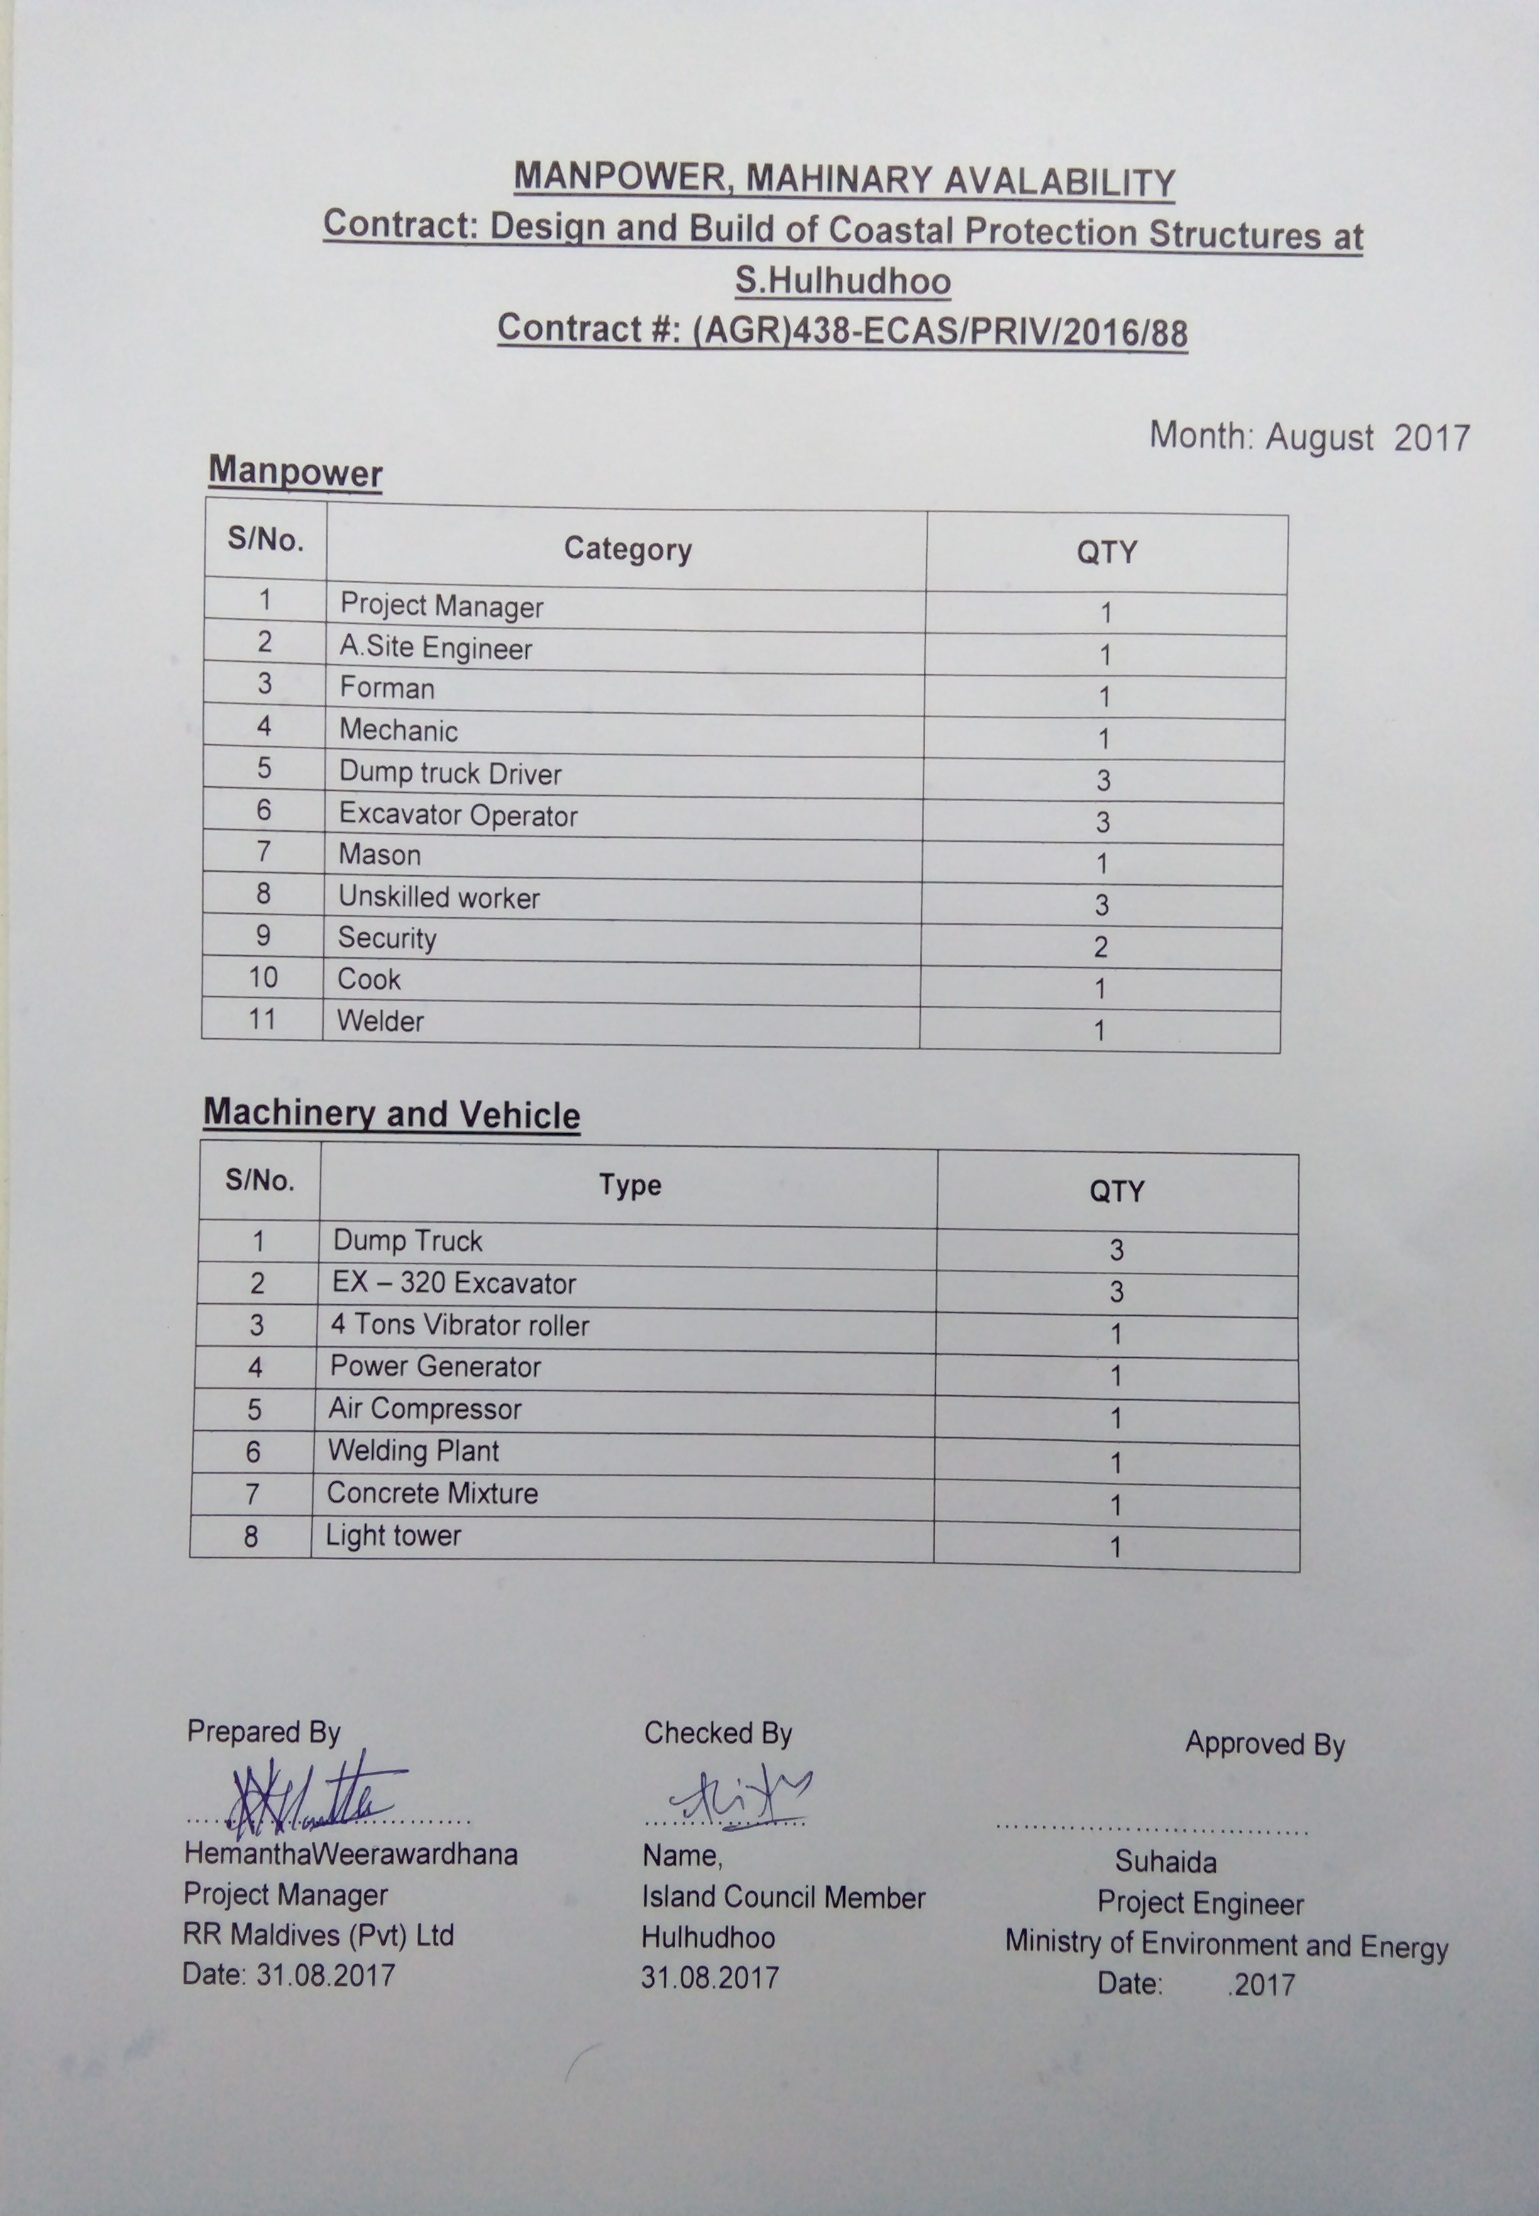 MANPOWER, MAHINARY AVALABILITY
Contract: Design and Build of Coastal Protection Structures at
S.Hulhudhoo
Contract #: (AGR)438-ECAS/PRIV/2016/88
Month: August 2017
Manpower
S/No. Category QTY
1 Project Manager 1
2 A.Site Engineer 1
3 Forman 1
4 Mechanic 1
5 Dump truck Driver 3
6 Excavator Operator 3
7 Mason 1
8 Unskilled worker 3
9 Security 2
10 Cook 1
11 Welder 1
Machinery and Vehicle
S/No. Type QTY
1 Dump Truck 3
2 EX – 320 Excavator 3
3 4 Tons Vibrator roller 1
4 Power Generator 1
5 Air Compressor 1
6 Welding Plant 1
7 Concrete Mixture 1
8 Light tower 1
Prepared By Checked By Approved By
HemanthaWeerawardhana Name, Suhaida
Project Manager Island Council Member Project Engineer
RR Maldives (Pvt) Ltd Hulhudhoo Ministry of Environment and Energy
Date: 31.08.2017 31.08.2017 Date: .2017